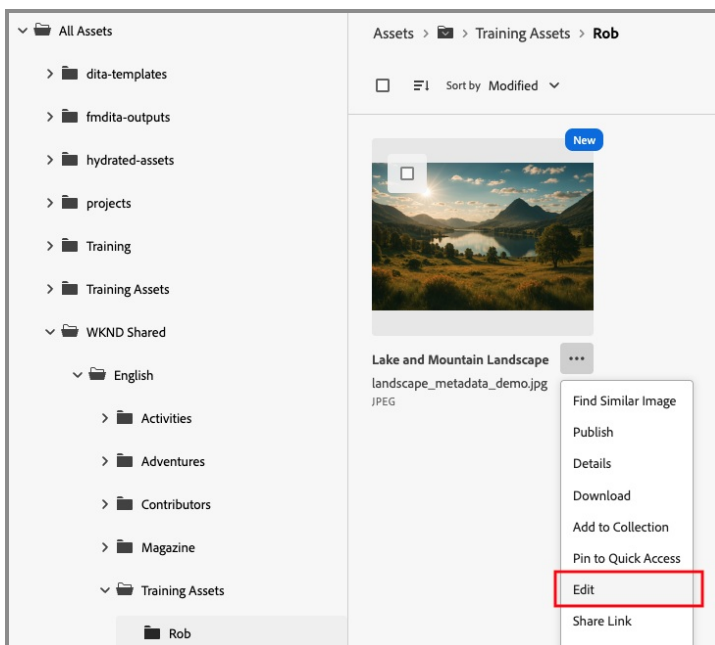 All Assets
dita-templates
fmdita-outputs
hydrated-assets
projects
Training
Training Assets
WKND Shared
English
Activities
Adventures
Contributors
Magazine
Training Assets
Rob
Assets > > Training Assets > Rob
Sort by Modified
New
Lake and Mountain Landscape
landscape_metadata_demo.jpg
JPEG
Find Similar Image
Publish
Details
Download
Add to Collection
Pin to Quick Access
Edit
Share Link